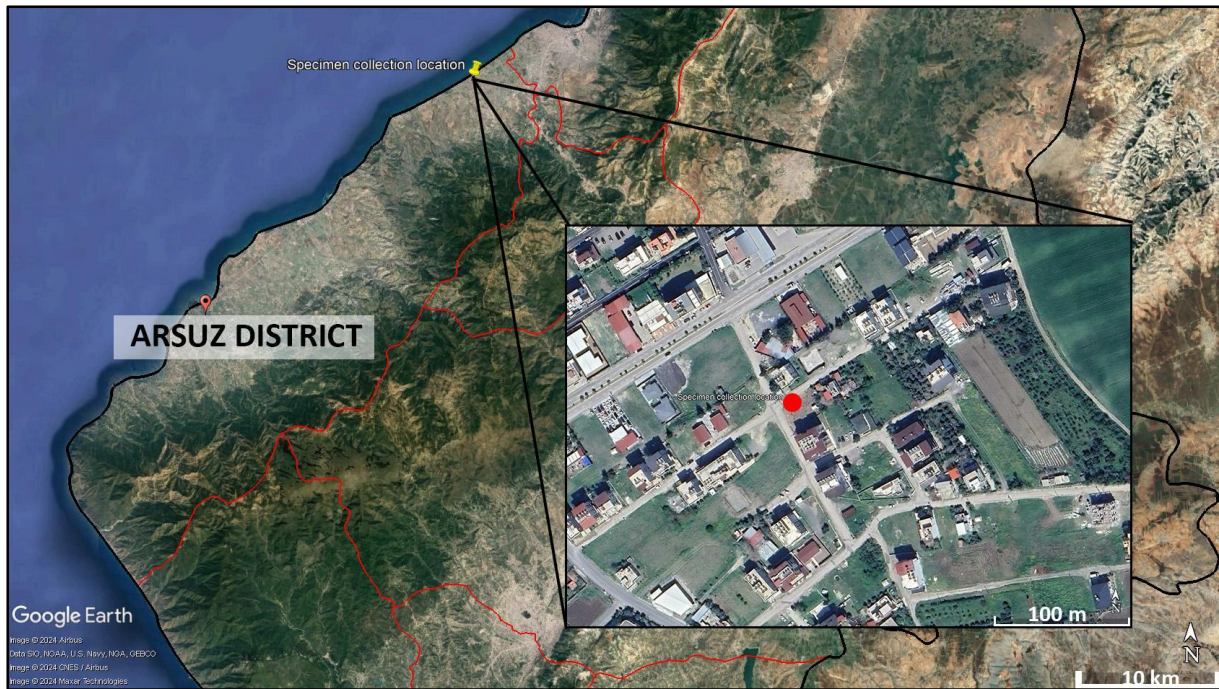 Specimen collection location
ARSUZ DISTRICT
Specimen collection location
100 m
Google Earth
Image © 2024 Airbus
Data SIO, NOAA, U.S. Navy, NGA, GEBCO
Image © 2024 CNES / Airbus
Image © 2024 Maxar Technologies
N
10 km